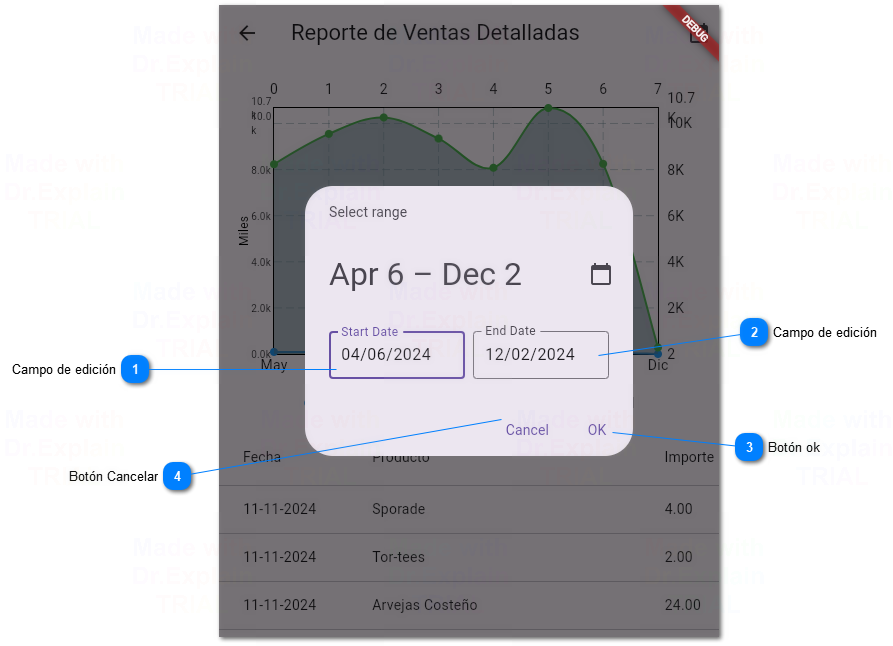 Reporte de Ventas Detalladas
DEBUG
0 1 2 3 4 5 6 7
10.7
k
10.0
k
8.0k
6.0k
4.0k
2.0k
0.0k
Miles
10.7
K
10K
8K
6K
4K
2K
2
May
Dic
Select range
Apr 6 – Dec 2
Start Date
04/06/2024
End Date
12/02/2024
Cancel
OK
Campo de edición 1
2 Campo de edición
3 Botón ok
Botón Cancelar 4
Fecha Producto Importe
11-11-2024 Sporade 4.00
11-11-2024 Tor-tees 2.00
11-11-2024 Arvejas Costeño 24.00
Made with
Dr.Explain
TRIAL